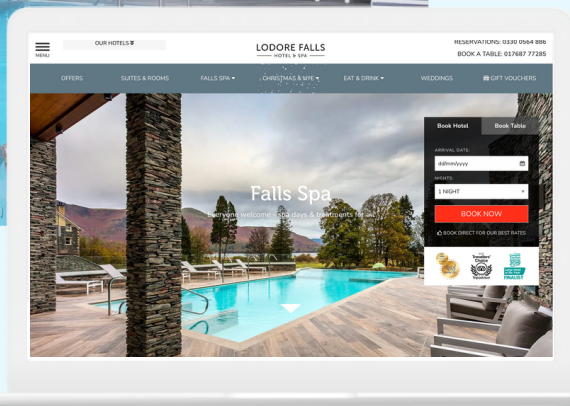 MENU
OUR HOTELS
LODORE FALLS
HOTEL & SPA
RESERVATIONS: 0330 0564 886
BOOK A TABLE: 017687 77285
OFFERS
SUITES & ROOMS
FALLS SPA
CHRISTMAS & NYE
EAT & DRINK
WEDDINGS
GIFT VOUCHERS
Falls Spa
Everyone welcome - spa days & treatments for all
Book Hotel
Book Table
ARRIVAL DATE:
dd/mm/yyyy
NIGHTS:
1 NIGHT
BOOK NOW
BOOK DIRECT FOR OUR BEST RATES
Travellers'
Choice
Tripadvisor
FINALIST